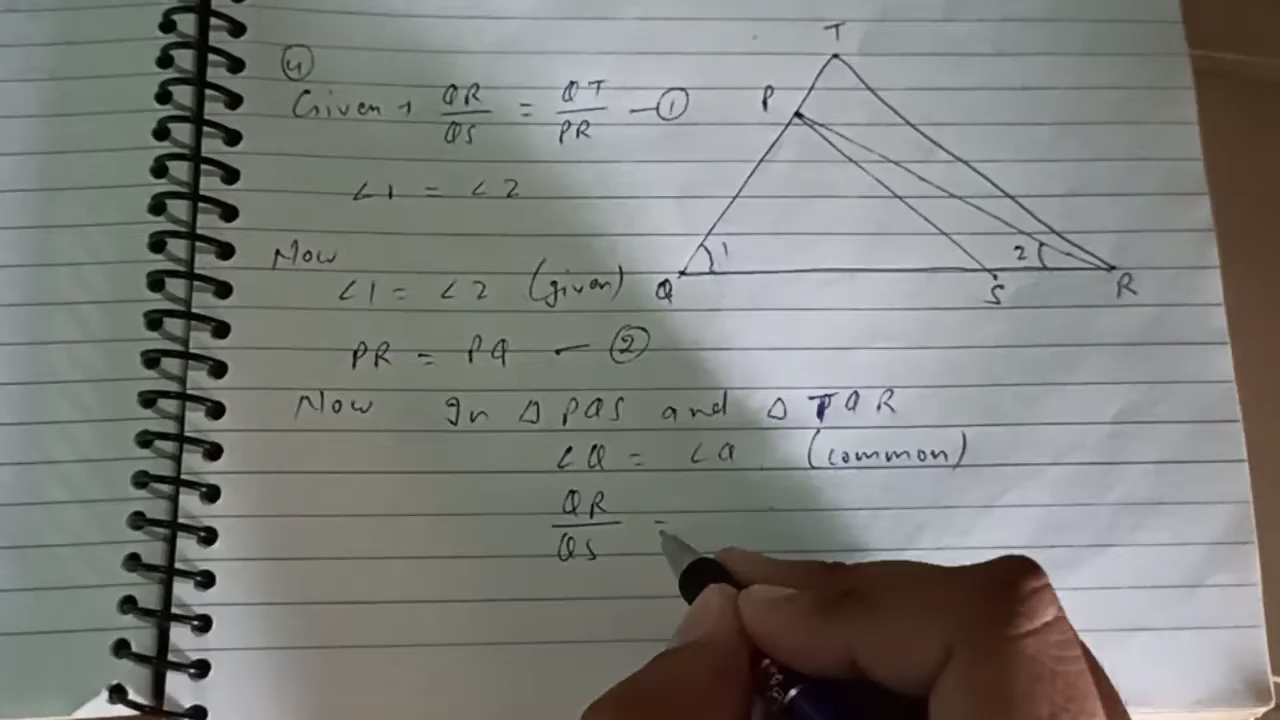 4
Given → QR/QS = QT/PR — 1
∠1 = ∠2
Now
∠1 = ∠2 (given)
PR = PQ — 2
Now In Δ PQS and Δ TQR
∠Q = ∠Q (common)
QR/QS =
T
P
1
2
Q
S
R